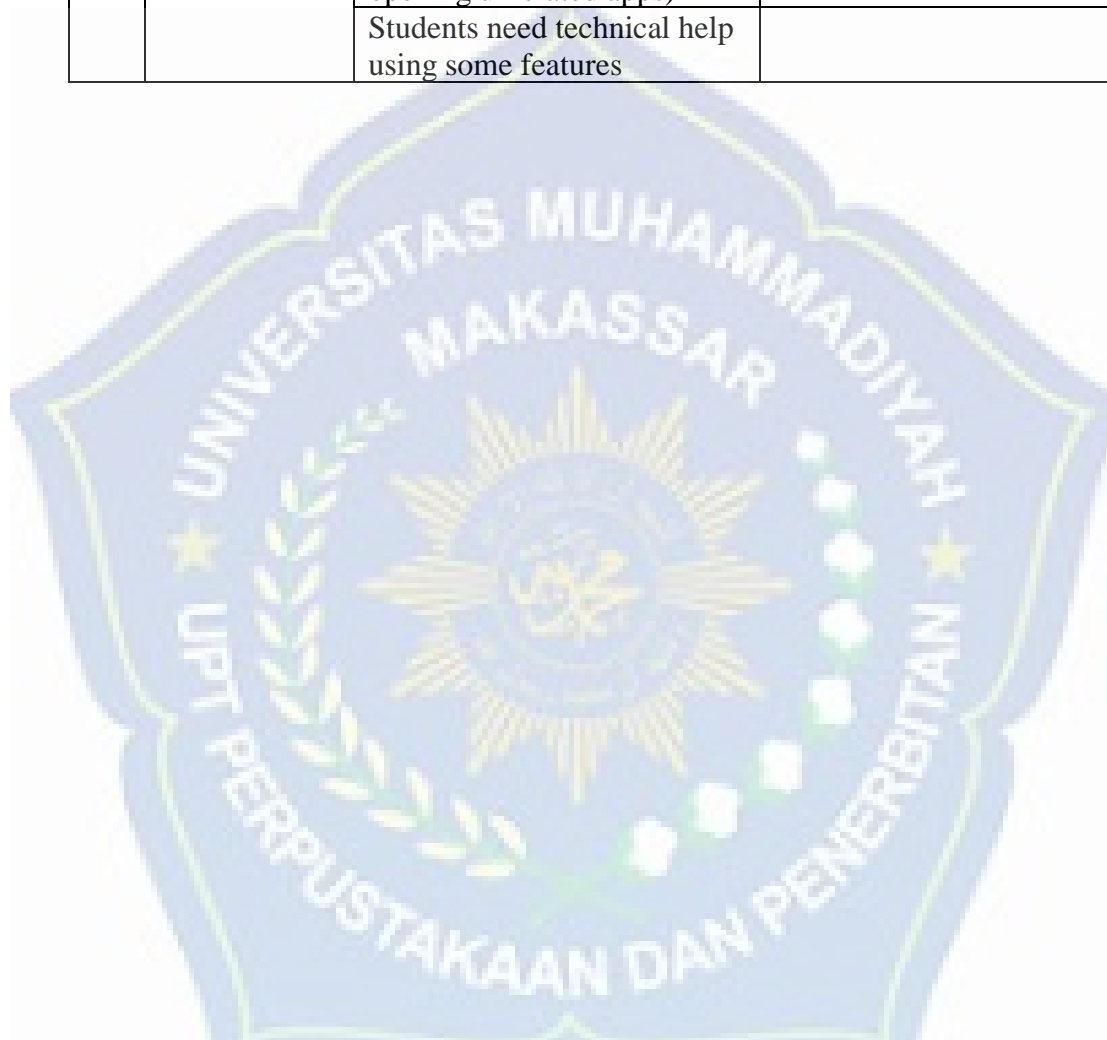 Students need technical help
using some features
UNIVERSITAS MUHAMMADIYAH
MAKASSAR
UPT PERPUSTAKAAN DAN PENERBITAN